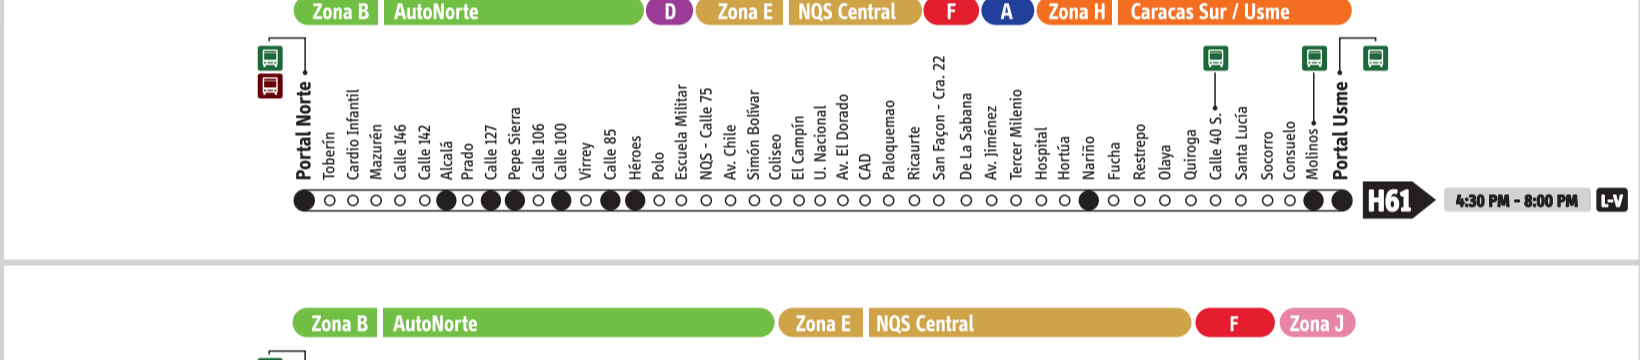 Zona B AutoNorte D Zona E NQS Central F A Zona H Caracas Sur / Usme
Portal Norte
Toberín
Cardio Infantil
Mazurén
Calle 146
Calle 142
Alcalá
Prado
Calle 127
Pepe Sierra
Calle 106
Calle 100
Virrey
Calle 85
Héroes
Polo
Escuela Militar
NQS - Calle 75
Av. Chile
Simón Bolívar
Coliseo
El Campín
U. Nacional
Av. El Dorado
CAD
Paloquemao
Ricaurte
San Façon - Cra. 22
De La Sabana
Av. Jiménez
Tercer Milenio
Hospital
Hortúa
Nariño
Fucha
Restrepo
Olaya
Quiroga
Calle 40 S.
Santa Lucía
Socorro
Consuelo
Molinos
Portal Usme
H61 4:30 PM - 8:00 PM L-V
Zona B AutoNorte Zona E NQS Central F Zona J